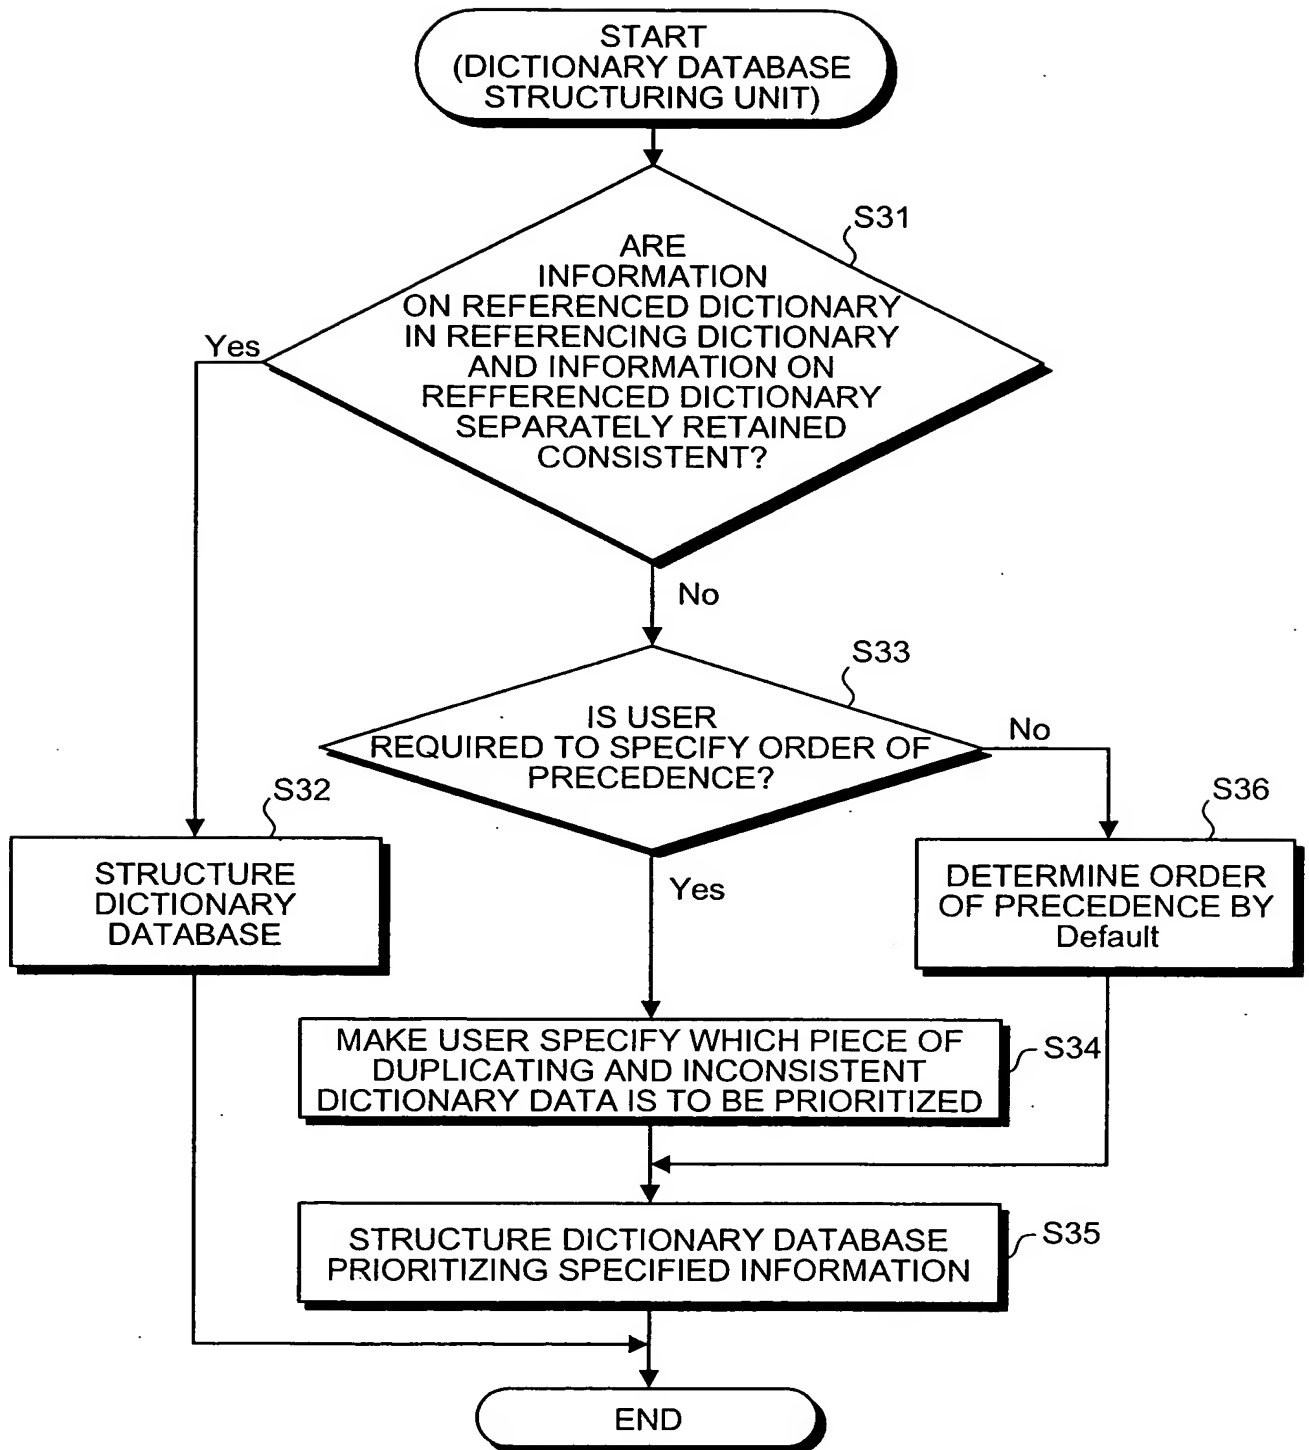 START
(DICTIONARY DATABASE
STRUCTURING UNIT)
S31
ARE
INFORMATION
ON REFERENCED DICTIONARY
IN REFERENCING DICTIONARY
AND INFORMATION ON
REFFERENCED DICTIONARY
SEPARATELY RETAINED
CONSISTENT?
Yes
No
S33
IS USER
REQUIRED TO SPECIFY ORDER OF
PRECEDENCE?
No
Yes
S32
STRUCTURE
DICTIONARY
DATABASE
S36
DETERMINE ORDER
OF PRECEDENCE BY
Default
MAKE USER SPECIFY WHICH PIECE OF
DUPLICATING AND INCONSISTENT
DICTIONARY DATA IS TO BE PRIORITIZED
S34
STRUCTURE DICTIONARY DATABASE
PRIORITIZING SPECIFIED INFORMATION
S35
END